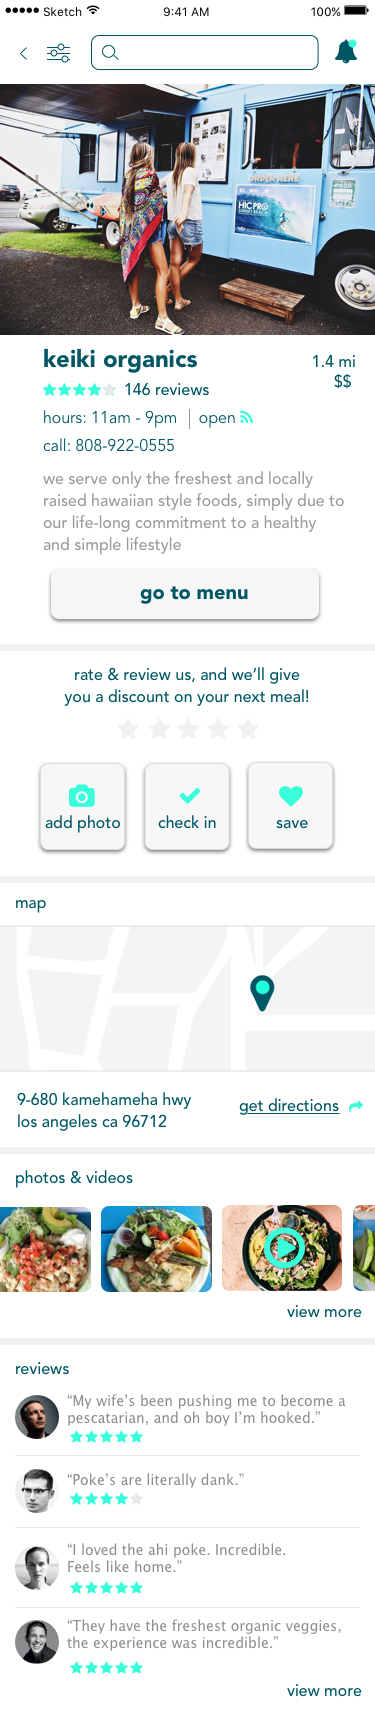 Sketch 9:41 AM 100%
ORDER HERE
HIC PRO
SUNSET BEACH
keiki organics
1.4 mi
146 reviews
$$
hours: 11am - 9pm | open
call: 808-922-0555
we serve only the freshest and locally
raised hawaiian style foods, simply due to
our life-long commitment to a healthy
and simple lifestyle
go to menu
rate & review us, and we’ll give
you a discount on your next meal!
add photo
check in
save
map
9-680 kamehameha hwy
los angeles ca 96712
get directions
photos & videos
view more
reviews
“My wife’s been pushing me to become a
pescatarian, and oh boy I’m hooked.”
“Poke’s are literally dank.”
“I loved the ahi poke. Incredible.
Feels like home.”
“They have the freshest organic veggies,
the experience was incredible.”
view more